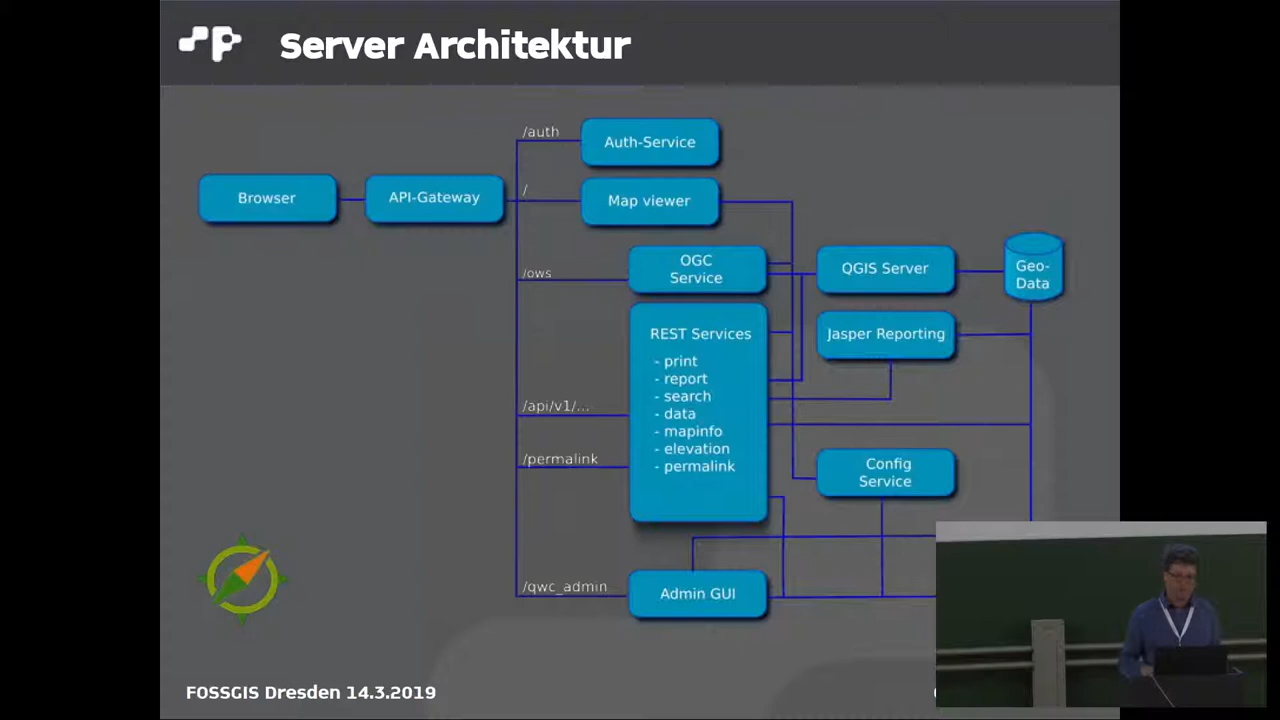 Server Architektur
/auth
Auth-Service
Browser
API-Gateway
/
Map viewer
/ows
OGC
Service
QGIS Server
Geo-
Data
REST Services
- print
- report
- search
- data
- mapinfo
- elevation
- permalink
Jasper Reporting
/api/v1/...
/permalink
Config
Service
/qwc_admin
Admin GUI
FOSSGIS Dresden 14.3.2019